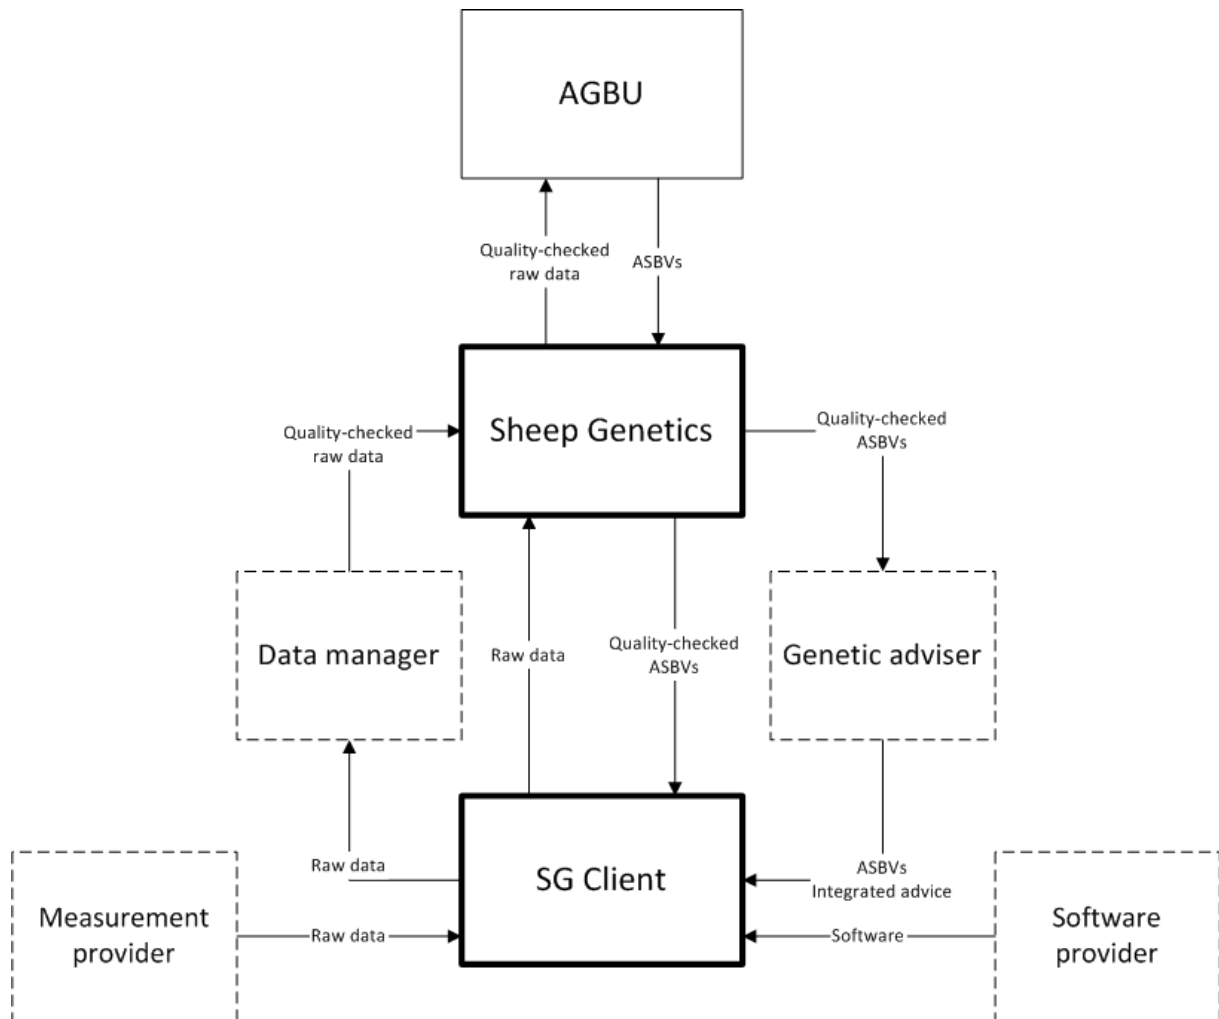 AGBU
Quality-checked
raw data
ASBVs
Sheep Genetics
Quality-checked
raw data
Quality-checked
ASBVs
Data manager
Raw data
Quality-checked
ASBVs
Genetic adviser
Raw data
SG Client
ASBVs
Integrated advice
Measurement
provider
Raw data
Software
Software
provider